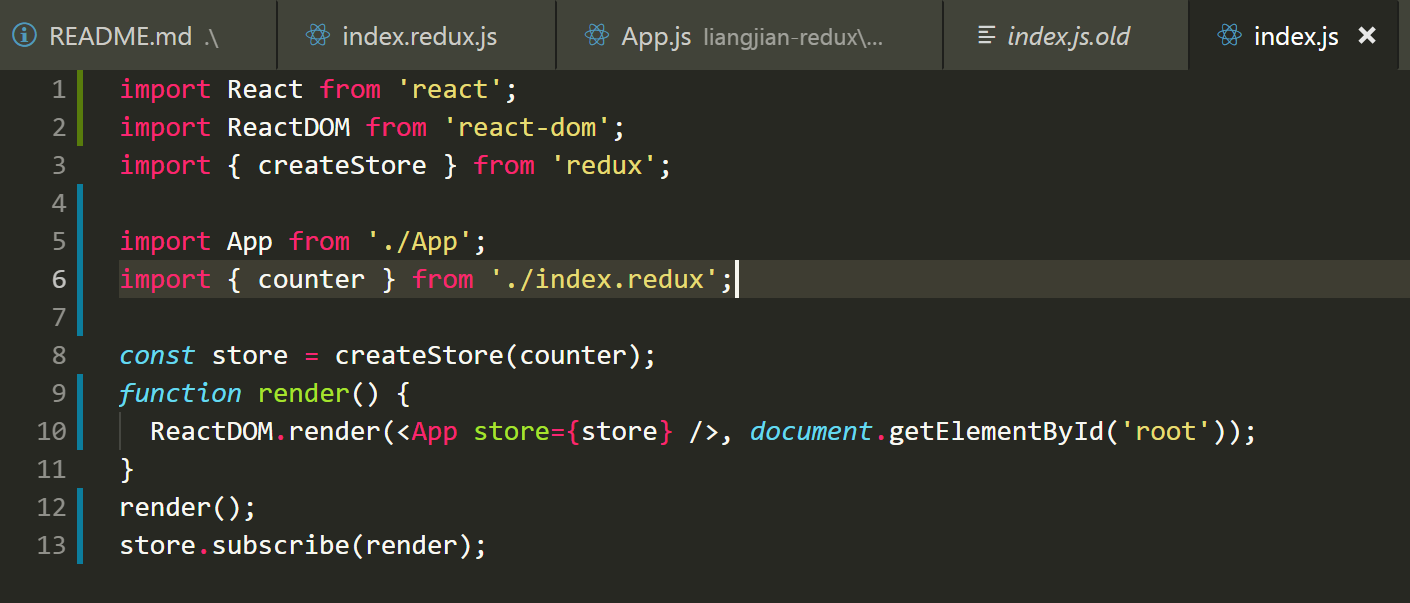 README.md .\ index.redux.js App.js liangjian-redux\... index.js.old index.js
1 import React from 'react';
2 import ReactDOM from 'react-dom';
3 import { createStore } from 'redux';
4
5 import App from './App';
6 import { counter } from './index.redux';
7
8 const store = createStore(counter);
9 function render() {
10 ReactDOM.render(<App store={store} />, document.getElementById('root'));
11 }
12 render();
13 store.subscribe(render);